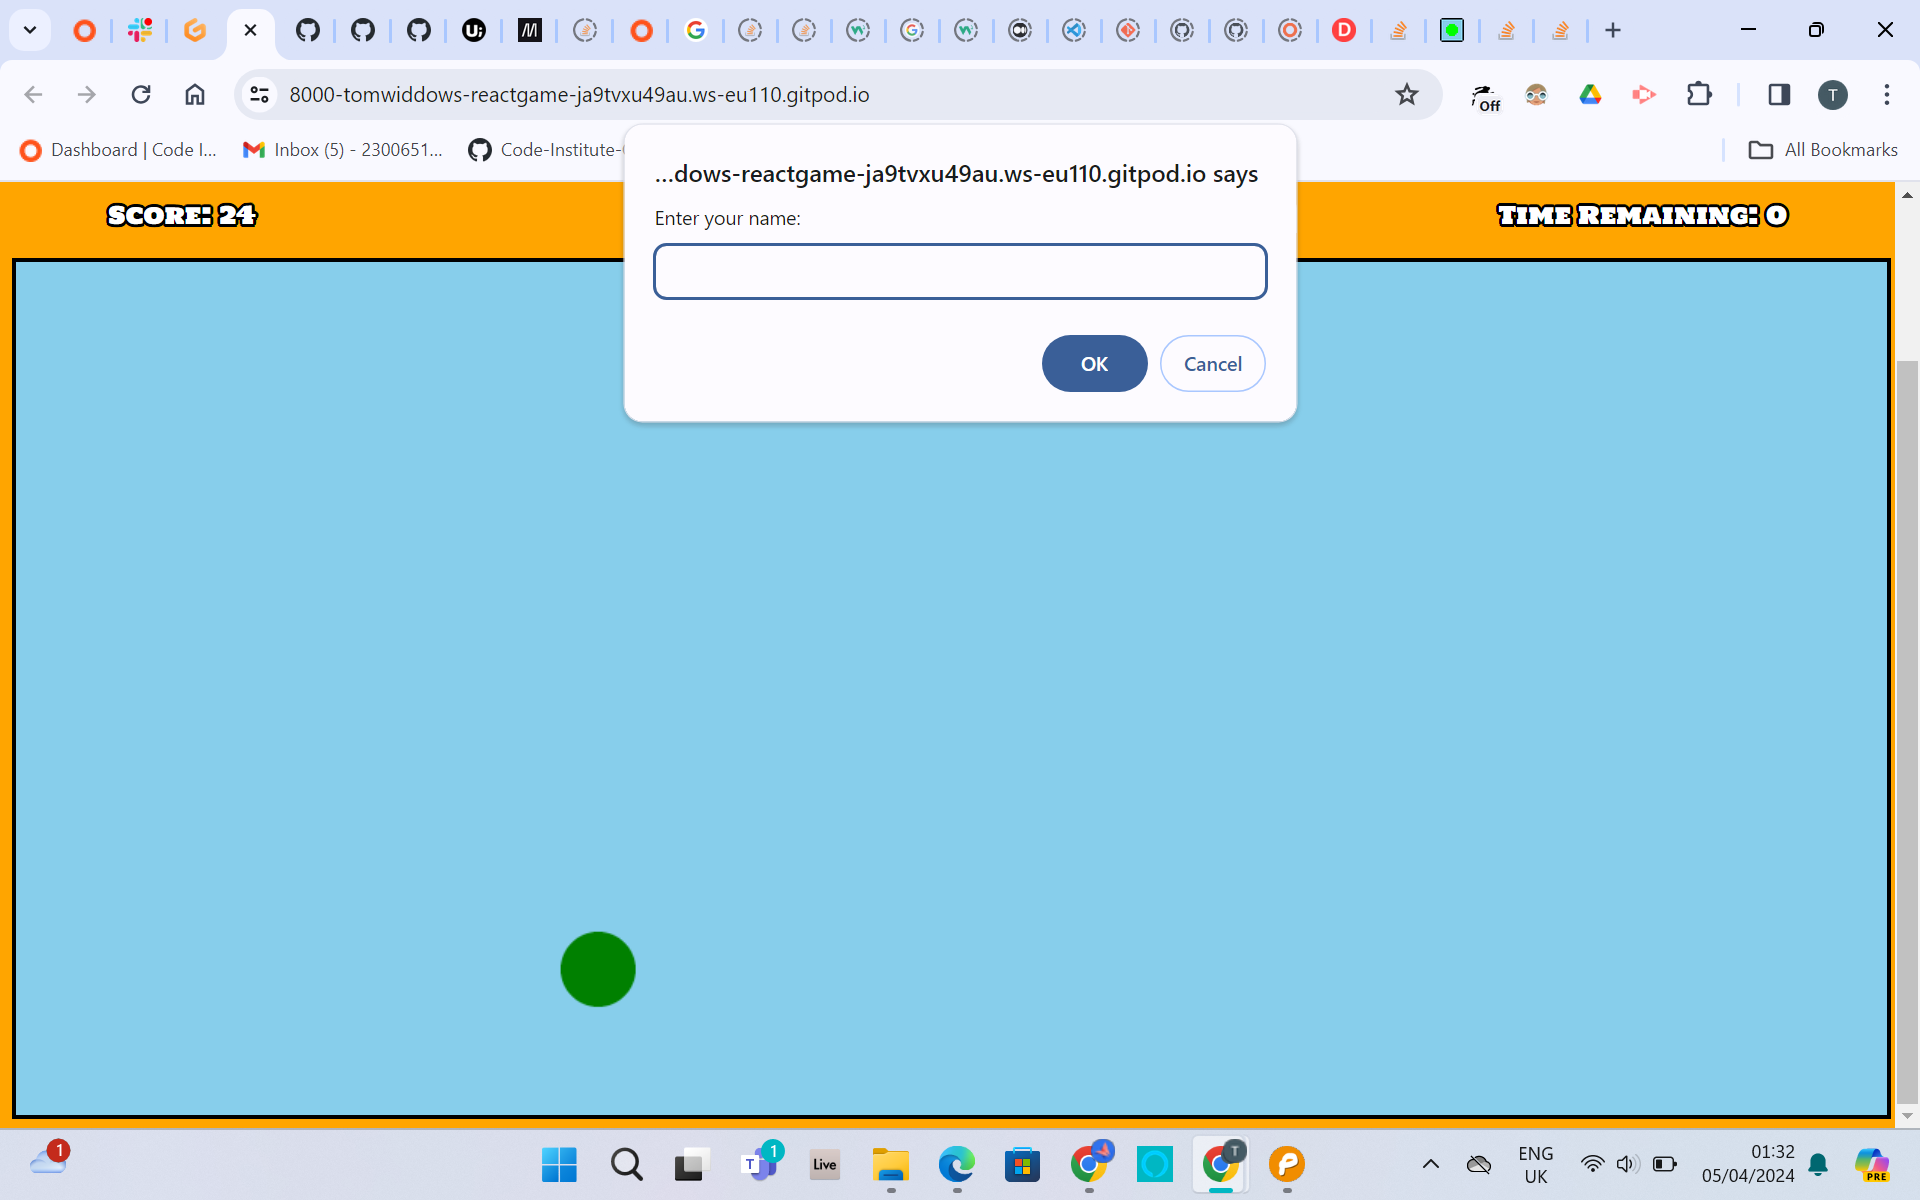 8000-tomwiddows-reactgame-ja9tvxu49au.ws-eu110.gitpod.io
Off
T
Dashboard | Code I...
Inbox (5) - 2300651...
Code-Institute-
All Bookmarks
...dows-reactgame-ja9tvxu49au.ws-eu110.gitpod.io says
Enter your name:
OK
Cancel
Score: 24
Time Remaining: 0
1
T
1
Live
T
ENG
UK
01:32
05/04/2024
PRE